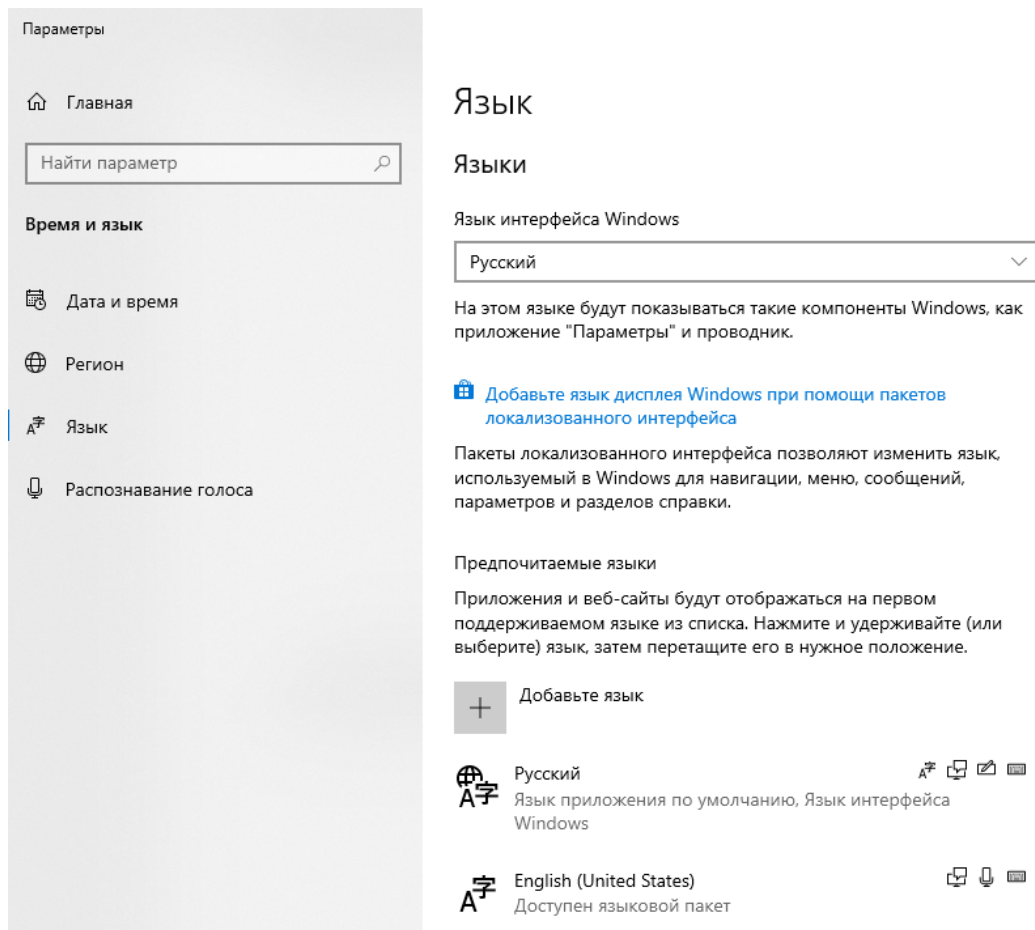 Параметры
Главная
Найти параметр
Время и язык
Дата и время
Регион
Язык
Распознавание голоса
Язык
Языки
Язык интерфейса Windows
Русский
На этом языке будут показываться такие компоненты Windows, как
приложение "Параметры" и проводник.
Добавьте язык дисплея Windows при помощи пакетов
локализованного интерфейса
Пакеты локализованного интерфейса позволяют изменить язык,
используемый в Windows для навигации, меню, сообщений,
параметров и разделов справки.
Предпочитаемые языки
Приложения и веб-сайты будут отображаться на первом
поддерживаемом языке из списка. Нажмите и удерживайте (или
выберите) язык, затем перетащите его в нужное положение.
Добавьте язык
Русский
Язык приложения по умолчанию, Язык интерфейса
Windows
English (United States)
Доступен языковой пакет